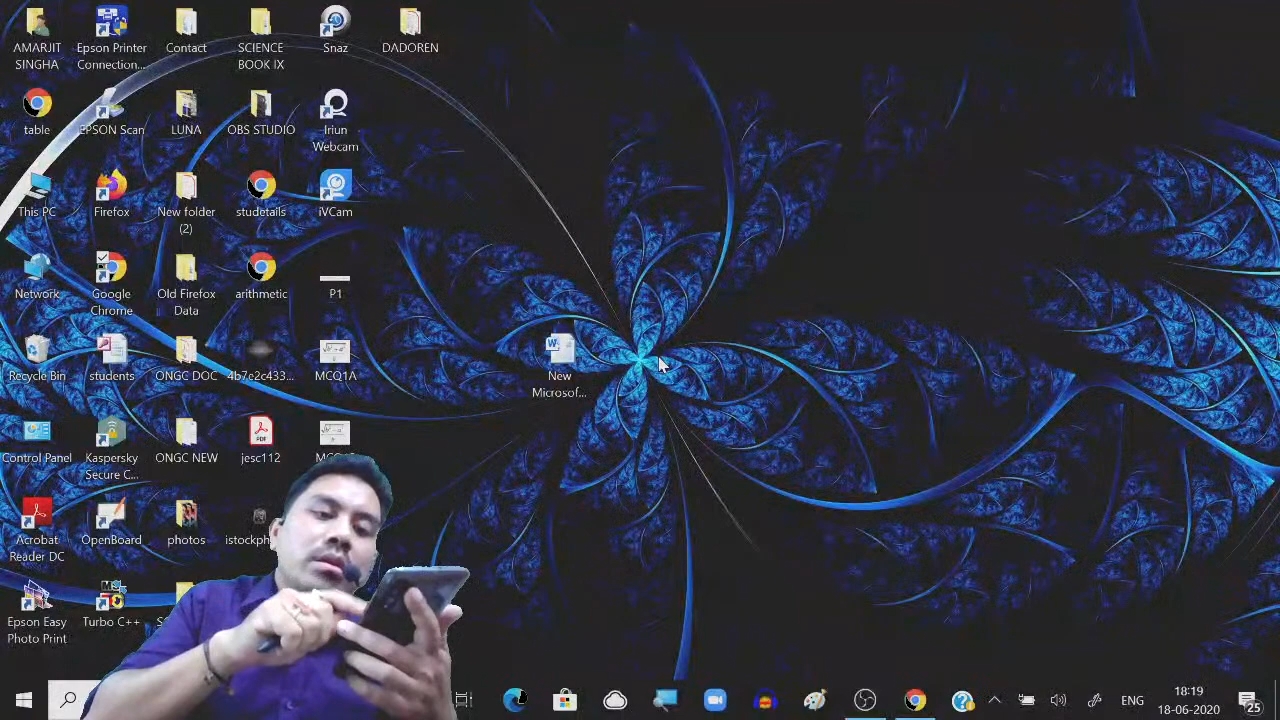 AMARJIT
SINGHA
Epson Printer
Connection...
Contact
SCIENCE
BOOK IX
Snaz
DADOREN
table
EPSON Scan
LUNA
OBS STUDIO
Iriun
Webcam
This PC
Firefox
New folder
(2)
studetails
iVCam
Network
Google
Chrome
Old Firefox
Data
arithmetic
P1
Recycle Bin
students
ONGC DOC
4b7e2c433...
MCQ1A
New
Microsof...
Control Panel
Kaspersky
Secure C...
ONGC NEW
PDF
jesc112
Acrobat
Reader DC
OpenBoard
photos
Epson Easy
Photo Print
Turbo C++
ENG
18:19
18-06-2020
25